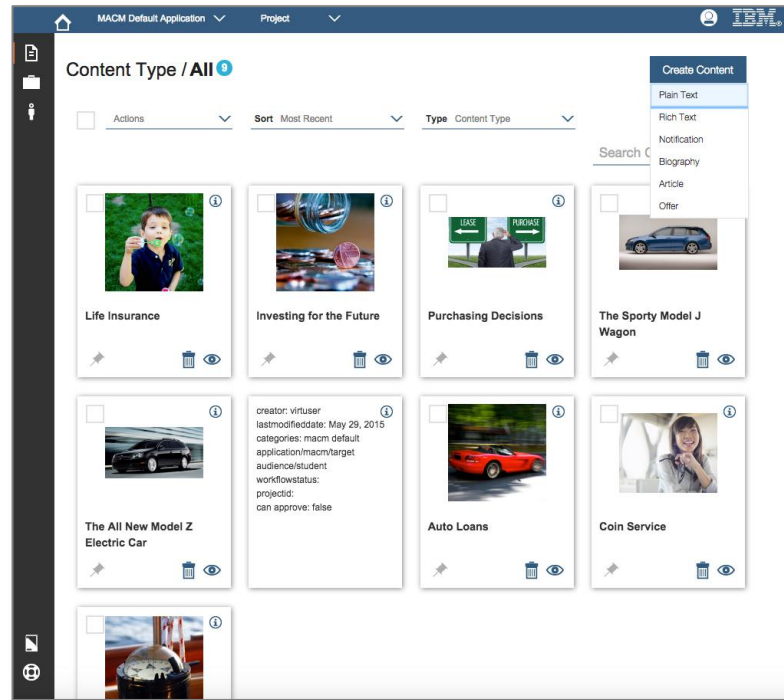 MACM Default Application
Project
IBM®
Content Type / All 9
Create Content
Plain Text
Rich Text
Notification
Biography
Article
Offer
Actions
Sort Most Recent
Type Content Type
Search C
LEASE
PURCHASE
Life Insurance
Investing for the Future
Purchasing Decisions
The Sporty Model J
Wagon
The All New Model Z
Electric Car
creator: virtuser
lastmodifieddate: May 29, 2015
categories: macm default
application/macm/target
audience/student
workflowstatus:
projectid:
can approve: false
Auto Loans
Coin Service